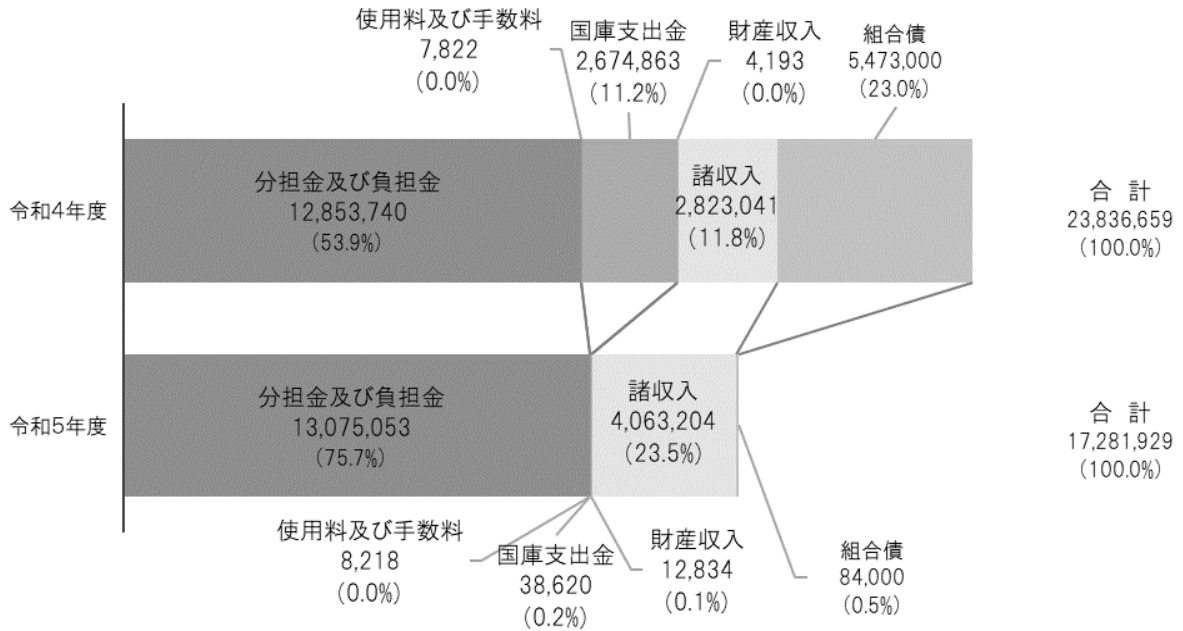 使用料及び手数料
7,822
(0.0%)
国庫支出金
2,674,863
(11.2%)
財産収入
4,193
(0.0%)
組合債
5,473,000
(23.0%)
令和4年度
分担金及び負担金
12,853,740
(53.9%)
諸収入
2,823,041
(11.8%)
合 計
23,836,659
(100.0%)
令和5年度
分担金及び負担金
13,075,053
(75.7%)
諸収入
4,063,204
(23.5%)
合 計
17,281,929
(100.0%)
使用料及び手数料
8,218
(0.0%)
国庫支出金
38,620
(0.2%)
財産収入
12,834
(0.1%)
組合債
84,000
(0.5%)